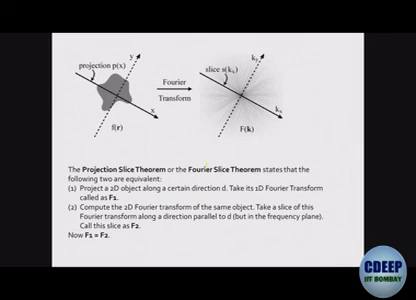 projection p(x)
y
x
f(r)
Fourier
Transform
slice s(kx)
ky
kx
F(k)
The Projection Slice Theorem or the Fourier Slice Theorem states that the
following two are equivalent:
(1) Project a 2D object along a certain direction d. Take its 1D Fourier Transform
called as F1.
(2) Compute the 2D Fourier transform of the same object. Take a slice of this
Fourier transform along a direction parallel to d (but in the frequency plane).
Call this slice as F2.
Now F1 = F2.
CDEEP
IIT BOMBAY